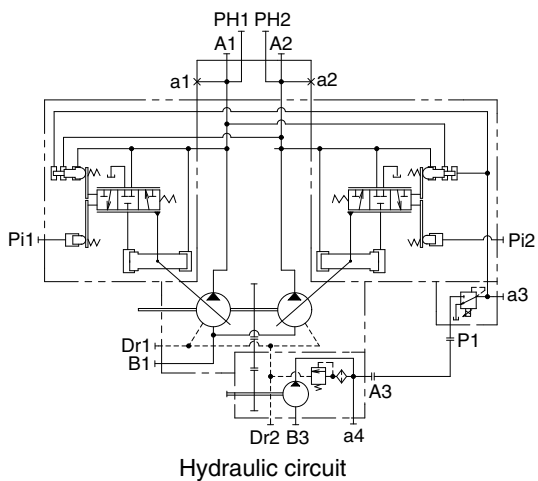 PH1 PH2
A1 A2
a1 a2
Pi1 Pi2
a3
Dr1 P1
B1
A3
Dr2 B3 a4
Hydraulic circuit